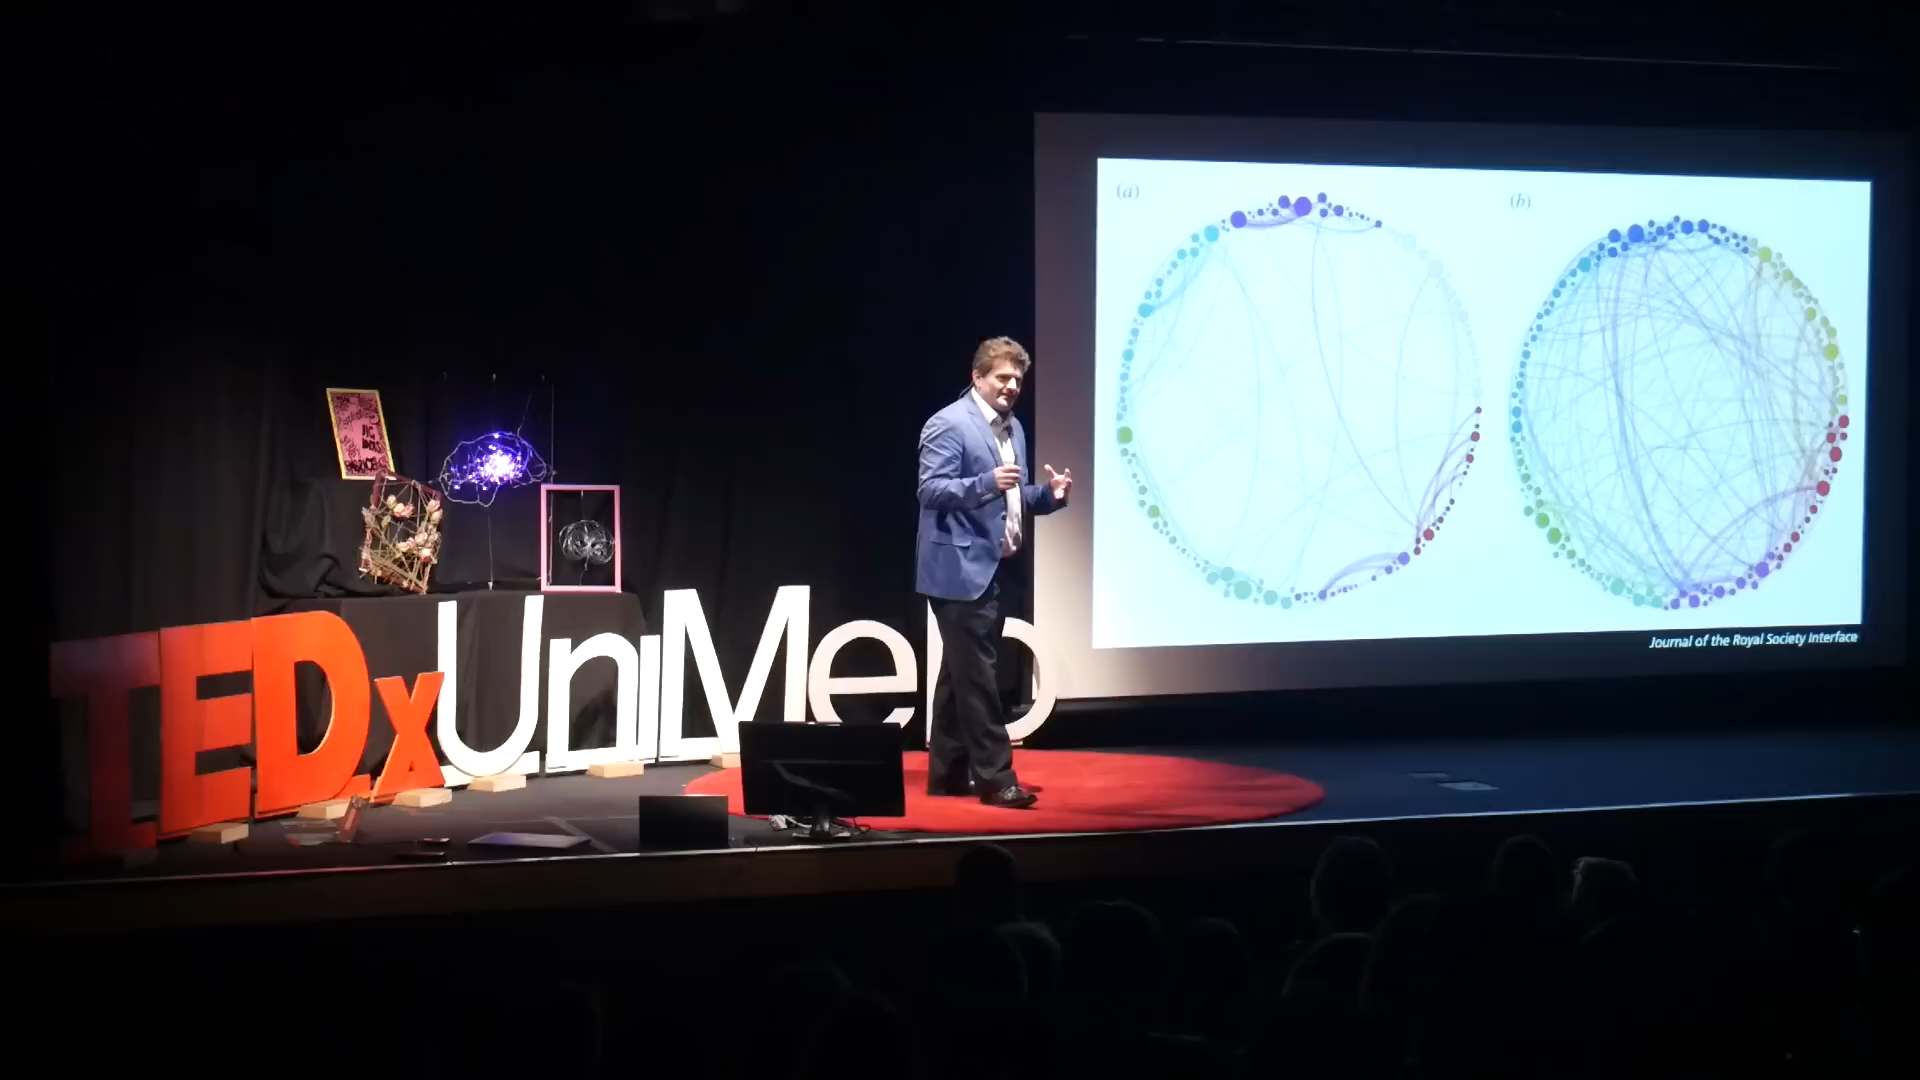 (a)
(b)
Journal of the Royal Society Interface
TEDxUniMelb